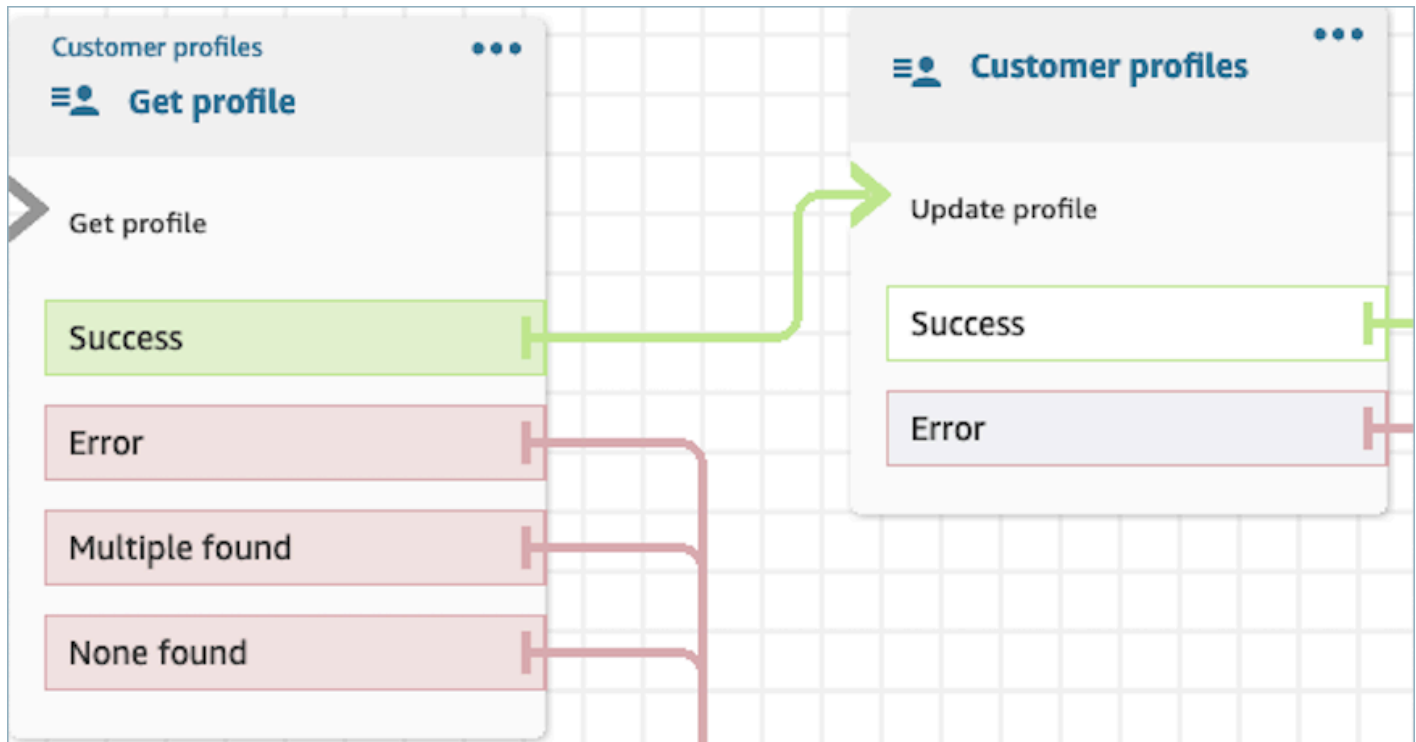 Customer profiles
Get profile
Get profile
Success
Error
Multiple found
None found
Customer profiles
Update profile
Success
Error